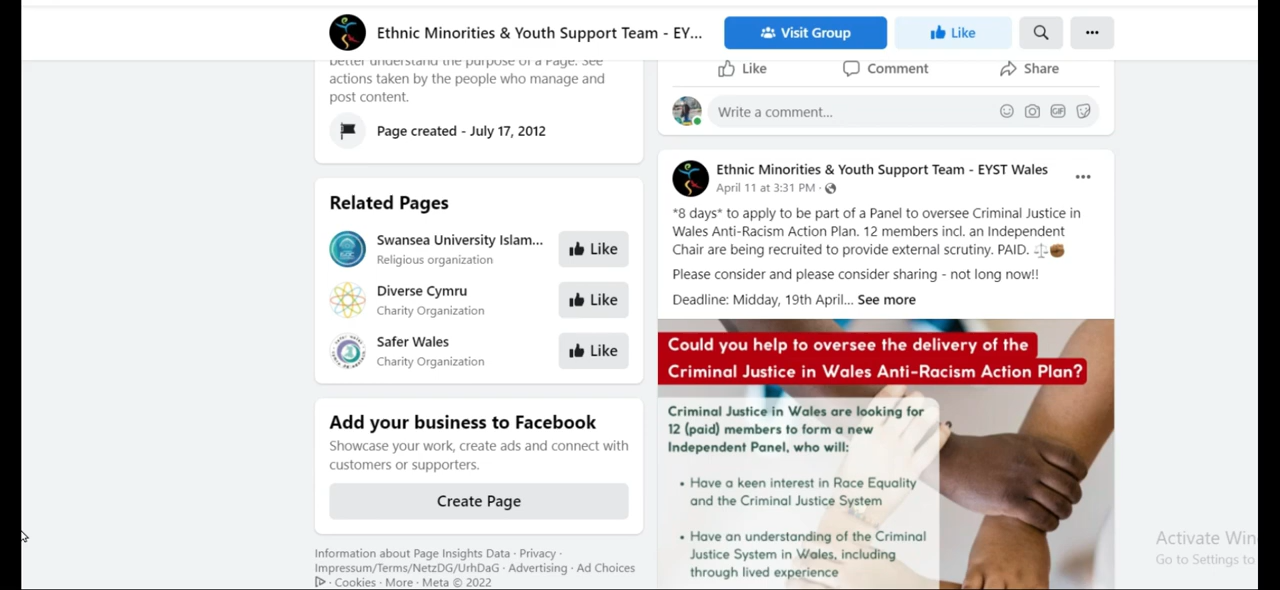 Ethnic Minorities & Youth Support Team - EY...
Visit Group
Like
better understand the purpose of a Page. See
actions taken by the people who manage and
post content.
Page created - July 17, 2012
Related Pages
Swansea University Islam...
Religious organization
Like
Diverse Cymru
Charity Organization
Like
Safer Wales
Charity Organization
Like
Add your business to Facebook
Showcase your work, create ads and connect with
customers or supporters.
Create Page
Information about Page Insights Data · Privacy ·
Impressum/Terms/NetzDG/UrhDaG · Advertising · Ad Choices
· Cookies · More · Meta © 2022
Like
Comment
Share
Write a comment...
GIF
Ethnic Minorities & Youth Support Team - EYST Wales
April 11 at 3:31 PM ·
*8 days* to apply to be part of a Panel to oversee Criminal Justice in
Wales Anti-Racism Action Plan. 12 members incl. an Independent
Chair are being recruited to provide external scrutiny. PAID. ⚖️✊🏾
Please consider and please consider sharing - not long now!!
Deadline: Midday, 19th April... See more
Could you help to oversee the delivery of the
Criminal Justice in Wales Anti-Racism Action Plan?
Criminal Justice in Wales are looking for
12 (paid) members to form a new
Independent Panel, who will:
• Have a keen interest in Race Equality
and the Criminal Justice System
• Have an understanding of the Criminal
Justice System in Wales, including
through lived experience
Activate Win
Go to Settings to